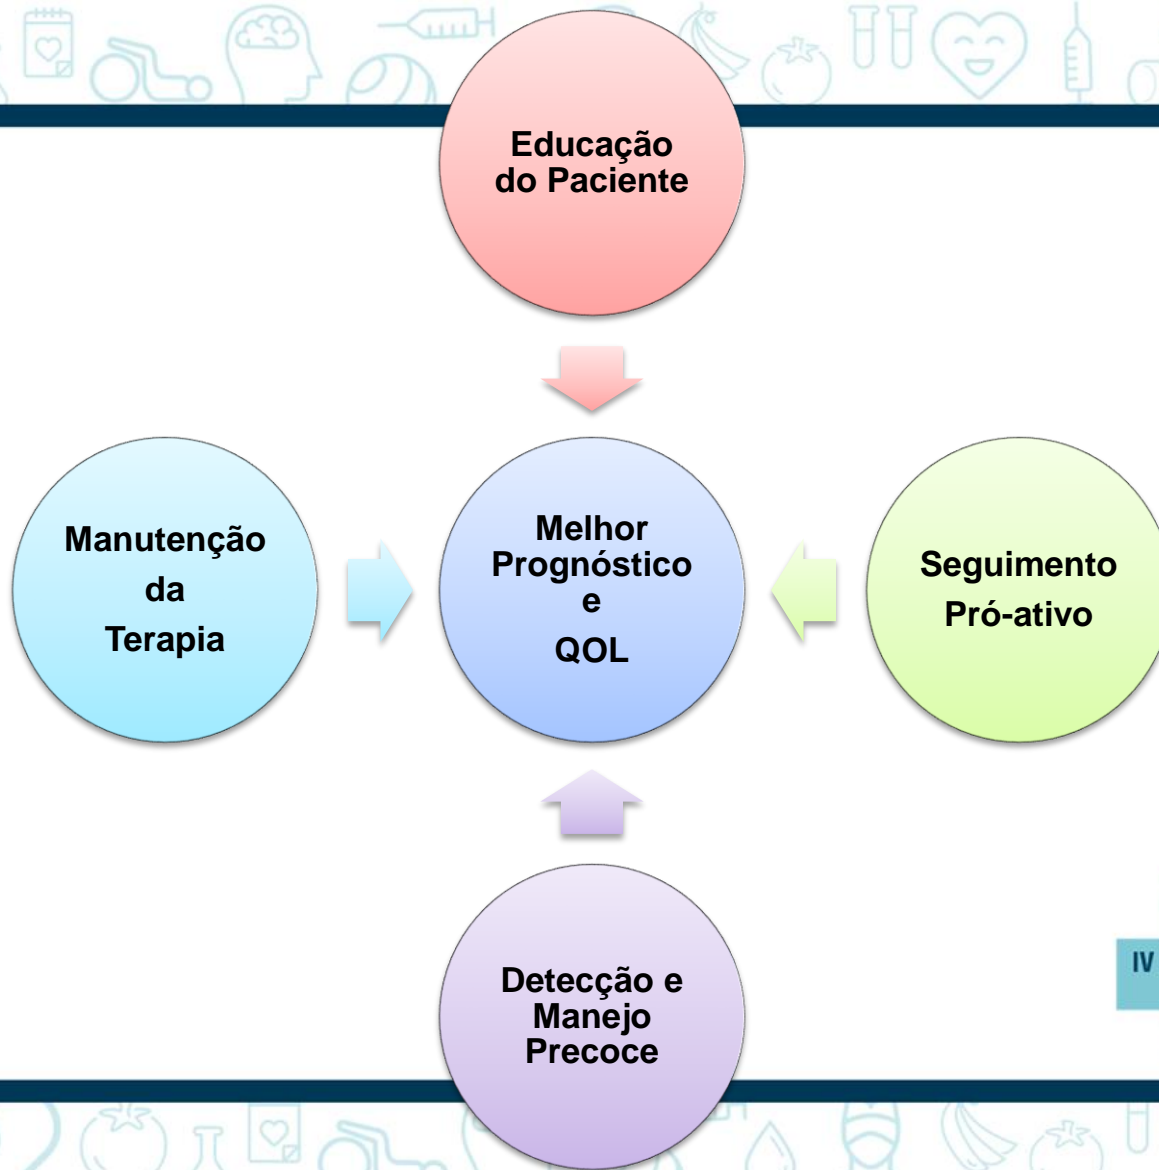 Educação
do Paciente
Manutenção
da
Terapia
Melhor
Prognóstico
e
QOL
Seguimento
Pró-ativo
Detecção e
Manejo
Precoce
IV